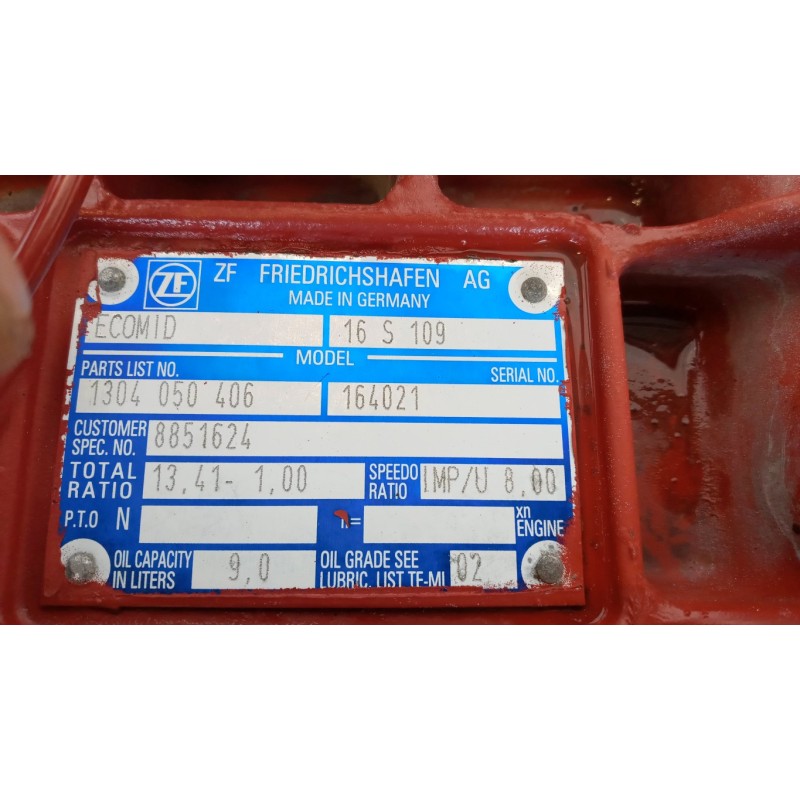 ZF ZF FRIEDRICHSHAFEN AG
MADE IN GERMANY
ECOMID 16 S 109
MODEL
PARTS LIST NO. SERIAL NO.
1304 050 406 164021
CUSTOMER SPEC. NO. 8851624
TOTAL RATIO 13,41- 1,00 SPEEDO RATIO IMP/U 8,00
P.T.O N = xn ENGINE
OIL CAPACITY IN LITERS 9,0 OIL GRADE SEE LUBRIC. LIST TE-ML 02